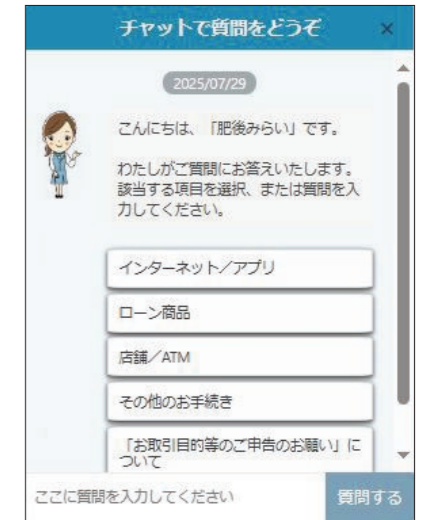 チャットで質問をどうぞ ×
2025/07/29
こんにちは、「肥後みらい」です。
わたしがご質問にお答えいたします。
該当する項目を選択、または質問を入
力してください。
インターネット／アプリ
ローン商品
店舗／ATM
その他のお手続き
「お取引目的等のご申告のお願い」に
ついて
ここに質問を入力してください
質問する